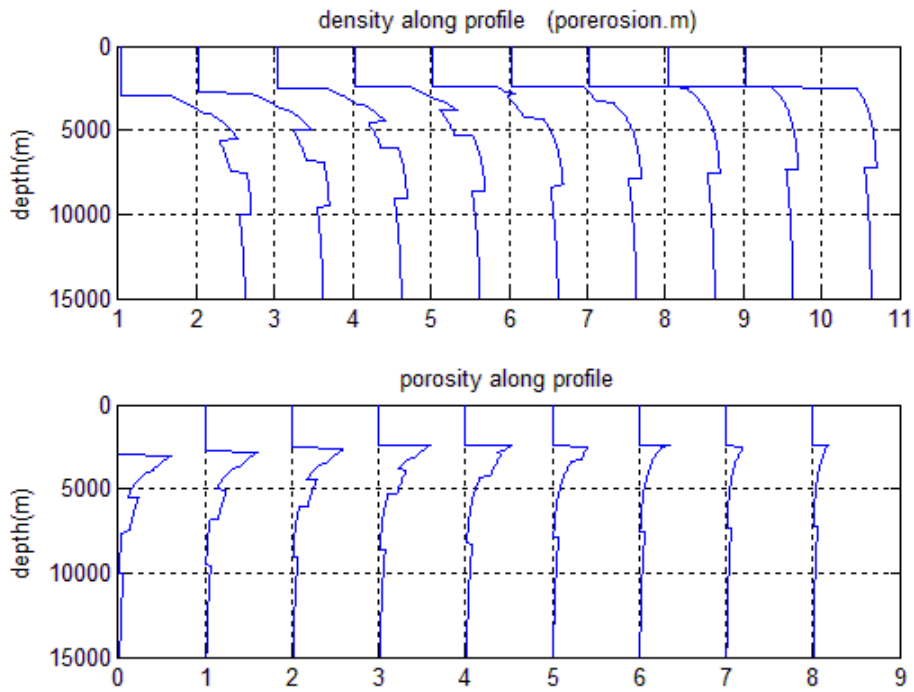 density along profile (porerosion.m)
depth(m)
0
5000
10000
15000
1 2 3 4 5 6 7 8 9 10 11
porosity along profile
depth(m)
0
5000
10000
15000
0 1 2 3 4 5 6 7 8 9